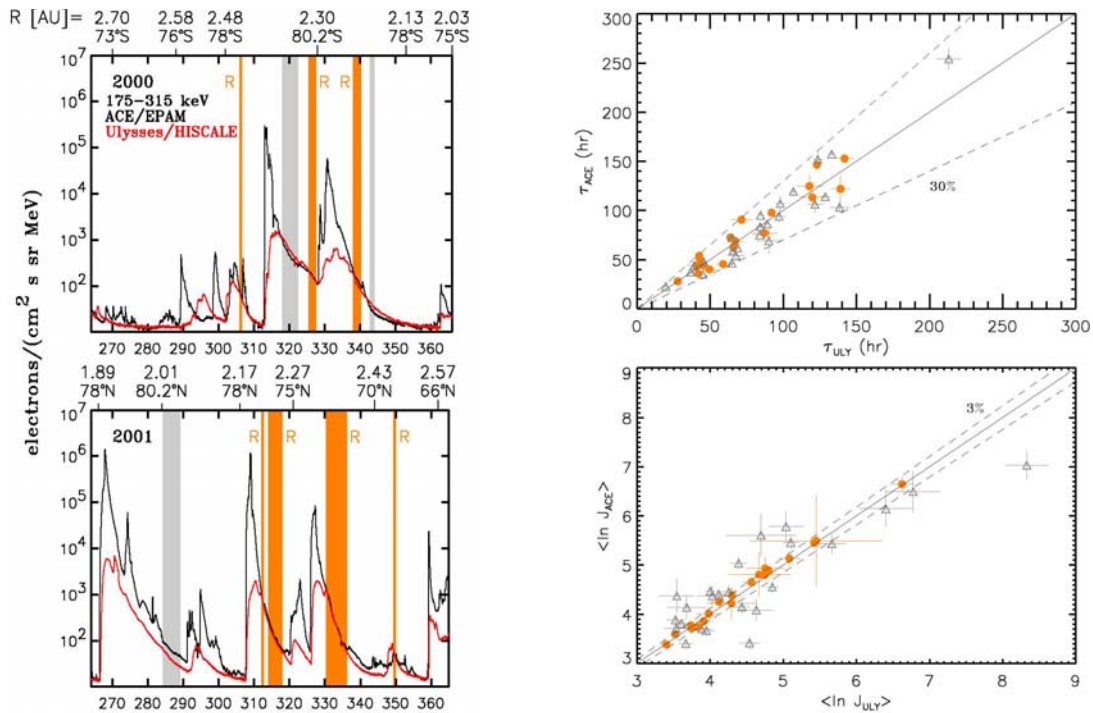 R [AU]= 2.70 2.58 2.48 2.30 2.13 2.03
73°S 76°S 78°S 80.2°S 78°S 75°S
10⁷
10⁶
10⁵
10⁴
10³
10²
2000
175–315 keV
ACE/EPAM
Ulysses/HISCALE
R R R
270 280 290 300 310 320 330 340 350 360
1.89 2.01 2.17 2.27 2.43 2.57
78°N 80.2°N 78°N 75°N 70°N 66°N
10⁷
10⁶
10⁵
10⁴
10³
10²
2001
R R R R
270 280 290 300 310 320 330 340 350 360
electrons/(cm² s sr MeV)
300
250
200
150
100
50
0
τACE (hr)
30%
0 50 100 150 200 250 300
τULY (hr)
9
8
7
6
5
4
3
<ln JACE>
3%
3 4 5 6 7 8 9
<ln JULY>